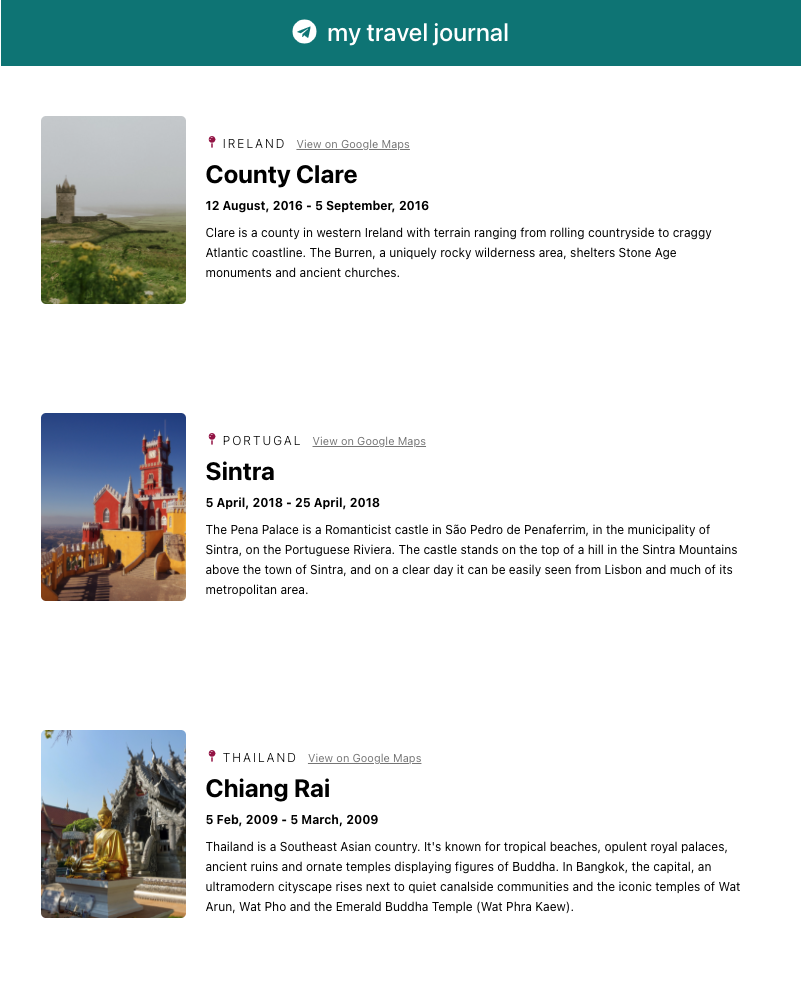 my travel journal
IRELAND View on Google Maps
County Clare
12 August, 2016 - 5 September, 2016
Clare is a county in western Ireland with terrain ranging from rolling countryside to craggy
Atlantic coastline. The Burren, a uniquely rocky wilderness area, shelters Stone Age
monuments and ancient churches.
PORTUGAL View on Google Maps
Sintra
5 April, 2018 - 25 April, 2018
The Pena Palace is a Romanticist castle in São Pedro de Penaferrim, in the municipality of
Sintra, on the Portuguese Riviera. The castle stands on the top of a hill in the Sintra Mountains
above the town of Sintra, and on a clear day it can be easily seen from Lisbon and much of its
metropolitan area.
THAILAND View on Google Maps
Chiang Rai
5 Feb, 2009 - 5 March, 2009
Thailand is a Southeast Asian country. It's known for tropical beaches, opulent royal palaces,
ancient ruins and ornate temples displaying figures of Buddha. In Bangkok, the capital, an
ultramodern cityscape rises next to quiet canalside communities and the iconic temples of Wat
Arun, Wat Pho and the Emerald Buddha Temple (Wat Phra Kaew).